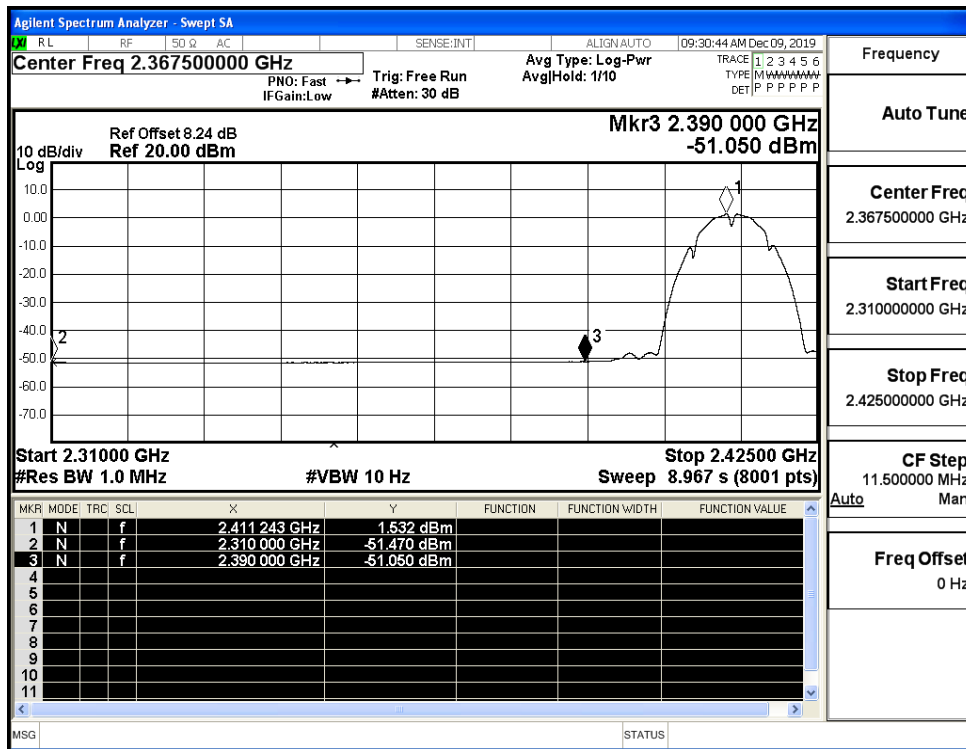 Agilent Spectrum Analyzer - Swept SA
LXI RL RF 50 Ω AC SENSE:INT ALIGN AUTO 09:30:44 AM Dec 09, 2019
Center Freq 2.367500000 GHz
PNO: Fast
IFGain:Low
Trig: Free Run
#Atten: 30 dB
Avg Type: Log-Pwr
Avg|Hold: 1/10
TRACE 1 2 3 4 5 6
TYPE M WWWWW
DET P P P P P P
Ref Offset 8.24 dB
10 dB/div Ref 20.00 dBm
Log
Mkr3 2.390 000 GHz
-51.050 dBm
10.0
0.00
-10.0
-20.0
-30.0
-40.0
-50.0
-60.0
-70.0
1
2
3
Start 2.31000 GHz Stop 2.42500 GHz
#Res BW 1.0 MHz #VBW 10 Hz Sweep 8.967 s (8001 pts)
MKR MODE TRC SCL X Y FUNCTION FUNCTION WIDTH FUNCTION VALUE
1 N f 2.411 243 GHz 1.532 dBm
2 N f 2.310 000 GHz -51.470 dBm
3 N f 2.390 000 GHz -51.050 dBm
4
5
6
7
8
9
10
11
MSG STATUS
Frequency
Auto Tune
Center Freq
2.367500000 GHz
Start Freq
2.310000000 GHz
Stop Freq
2.425000000 GHz
CF Step
11.500000 MHz
Auto Man
Freq Offset
0 Hz